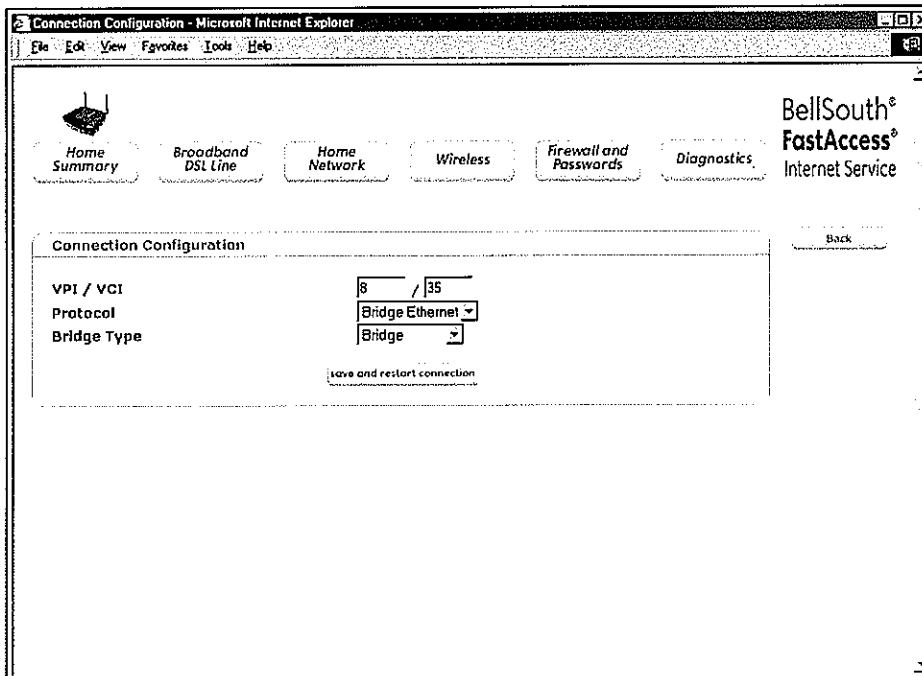 Connection Configuration - Microsoft Internet Explorer
File Edit View Favorites Tools Help
BellSouth®
FastAccess®
Internet Service
Home Summary
Broadband DSL Line
Home Network
Wireless
Firewall and Passwords
Diagnostics
Back
Connection Configuration
VPI / VCI 8 / 35
Protocol Bridge Ethernet
Bridge Type Bridge
save and restart connection